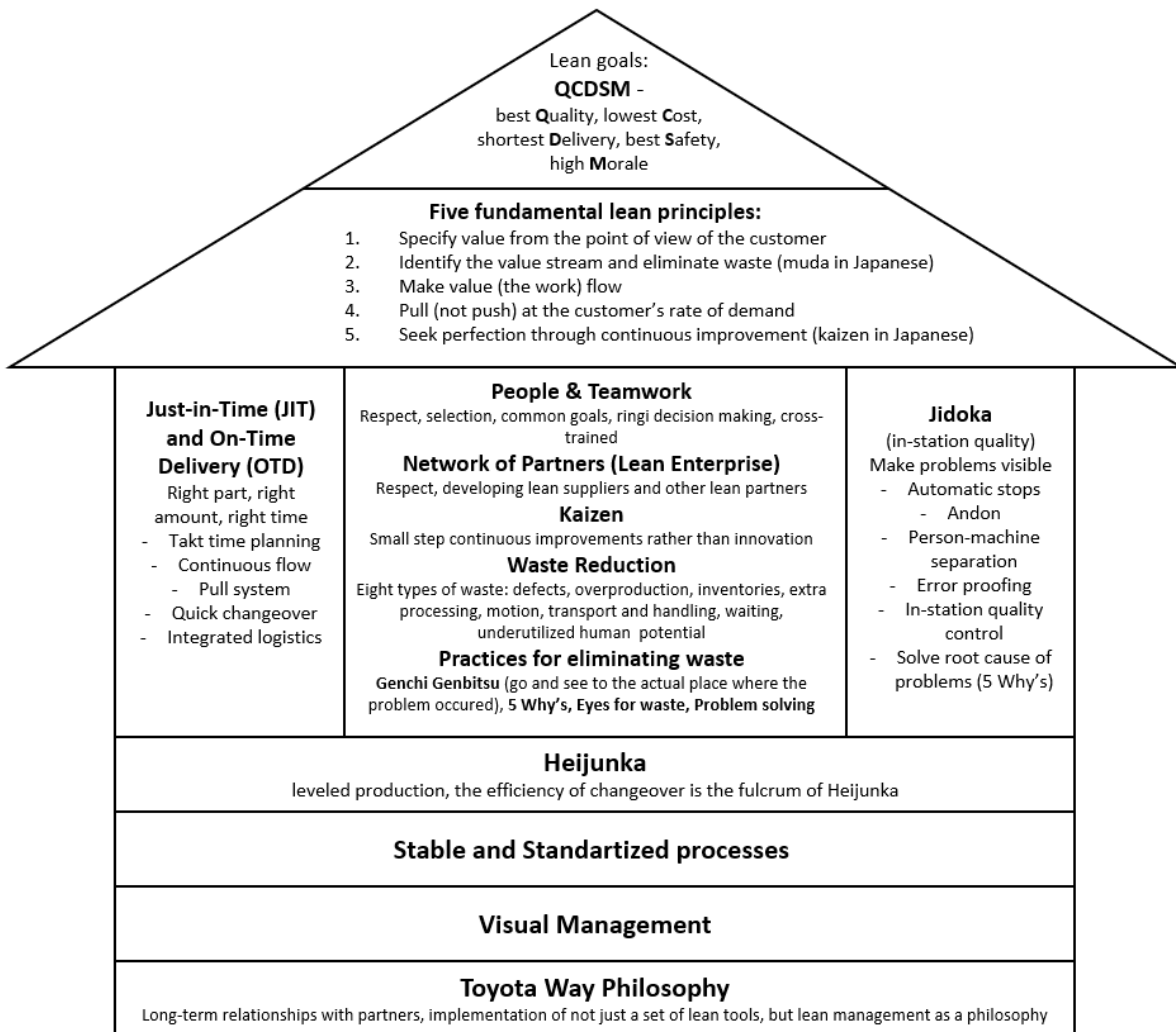 Lean goals:
QCDSM -
best Quality, lowest Cost,
shortest Delivery, best Safety,
high Morale
Five fundamental lean principles:
1. Specify value from the point of view of the customer
2. Identify the value stream and eliminate waste (muda in Japanese)
3. Make value (the work) flow
4. Pull (not push) at the customer's rate of demand
5. Seek perfection through continuous improvement (kaizen in Japanese)
Just-in-Time (JIT)
and On-Time
Delivery (OTD)
Right part, right
amount, right time
- Takt time planning
- Continuous flow
- Pull system
- Quick changeover
- Integrated logistics
People & Teamwork
Respect, selection, common goals, ringi decision making, cross-
trained
Network of Partners (Lean Enterprise)
Respect, developing lean suppliers and other lean partners
Kaizen
Small step continuous improvements rather than innovation
Waste Reduction
Eight types of waste: defects, overproduction, inventories, extra
processing, motion, transport and handling, waiting,
underutilized human potential
Practices for eliminating waste
Genchi Genbitsu (go and see to the actual place where the
problem occured), 5 Why's, Eyes for waste, Problem solving
Jidoka
(in-station quality)
Make problems visible
- Automatic stops
- Andon
- Person-machine
separation
- Error proofing
- In-station quality
control
- Solve root cause of
problems (5 Why's)
Heijunka
leveled production, the efficiency of changeover is the fulcrum of Heijunka
Stable and Standartized processes
Visual Management
Toyota Way Philosophy
Long-term relationships with partners, implementation of not just a set of lean tools, but lean management as a philosophy